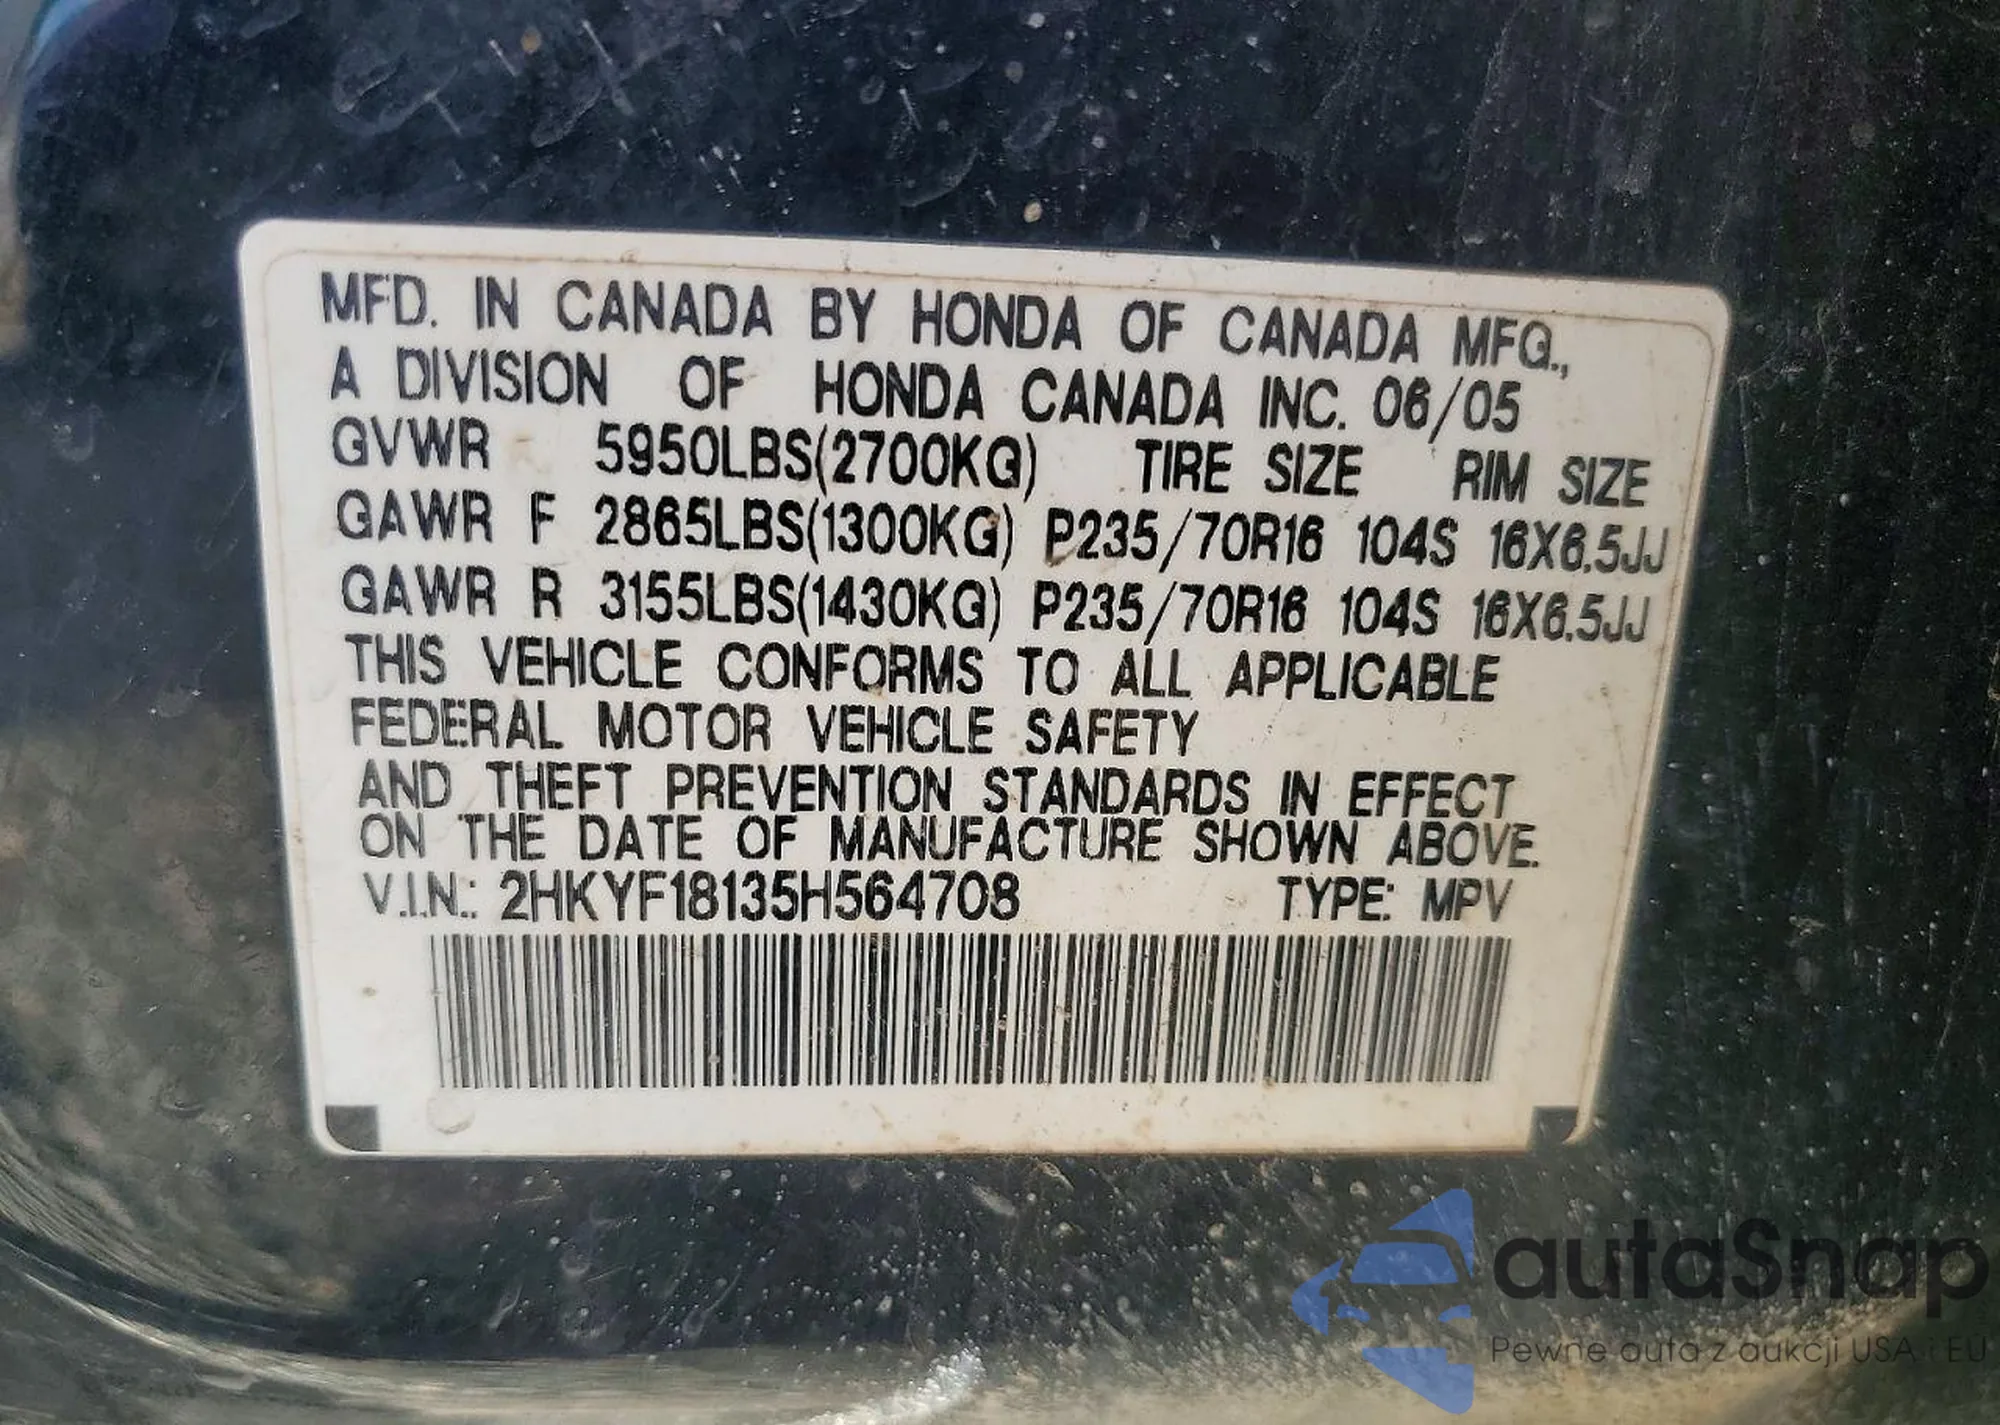 MFD. IN CANADA BY HONDA OF CANADA MFG.,
A DIVISION OF HONDA CANADA INC. 06/05
GVWR 5950LBS(2700KG) TIRE SIZE RIM SIZE
GAWR F 2865LBS(1300KG) P235/70R16 104S 16X6.5JJ
GAWR R 3155LBS(1430KG) P235/70R16 104S 16X6.5JJ
THIS VEHICLE CONFORMS TO ALL APPLICABLE
FEDERAL MOTOR VEHICLE SAFETY
AND THEFT PREVENTION STANDARDS IN EFFECT
ON THE DATE OF MANUFACTURE SHOWN ABOVE.
V.I.N.: 2HKYF18135H564708 TYPE: MPV
autaSnap
Pewne auta z aukcji USA i EU